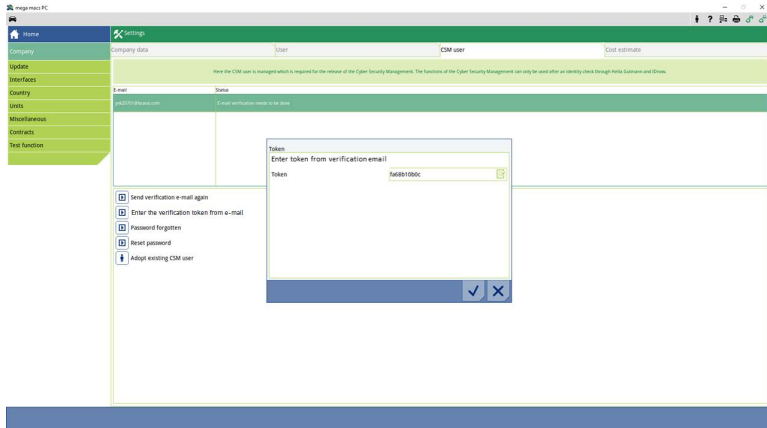 mega macs PC
Home
Settings
Company
Company data
User
CSM user
Cost estimate
Update
Interfaces
Country
Units
Miscellaneous
Contracts
Test function
Here the CSM user is managed which is required for the release of the Cyber Security Management. The functions of the Cyber Security Management can only be used after an identity check through Hella Gutmann and IDnow.
E-mail
Status
E-mail verification needs to be done
Token
Enter token from verification email
Token
fa68b10b0c
Send verification e-mail again
Enter the verification token from e-mail
Password forgotten
Reset password
Adopt existing CSM user